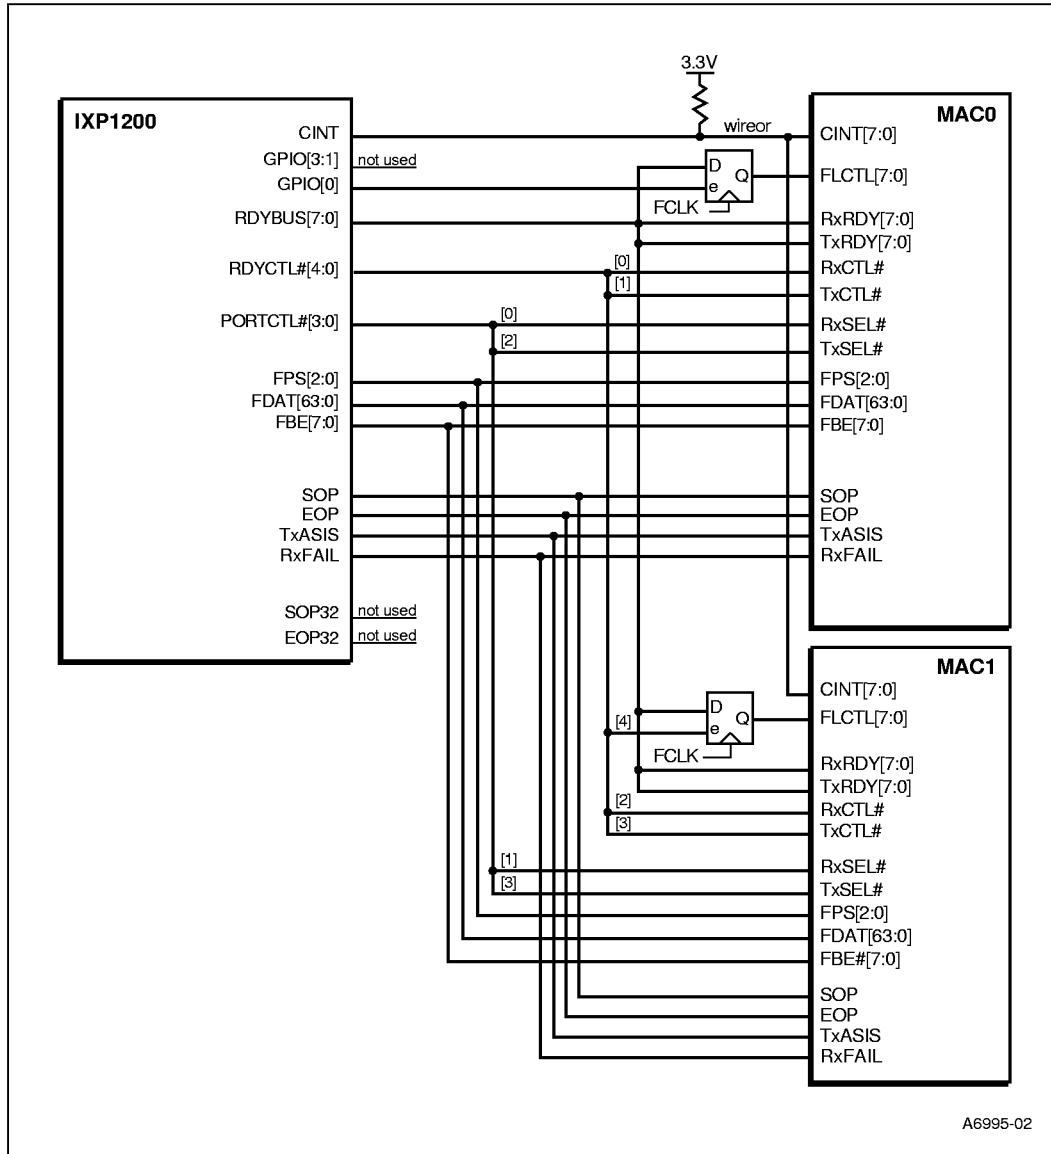 3.3V
IXP1200
MAC0
CINT
wireor
CINT[7:0]
GPIO[3:1]
not used
D
Q
FLCTL[7:0]
GPIO[0]
e
FCLK
RDYBUS[7:0]
RxRDY[7:0]
TxRDY[7:0]
RDYCTL#[4:0]
[0]
RxCTL#
[1]
TxCTL#
PORTCTL#[3:0]
[0]
RxSEL#
[2]
TxSEL#
FPS[2:0]
FPS[2:0]
FDAT[63:0]
FDAT[63:0]
FBE[7:0]
FBE[7:0]
SOP
SOP
EOP
EOP
TxASIS
TxASIS
RxFAIL
RxFAIL
SOP32
not used
EOP32
not used
MAC1
CINT[7:0]
D
Q
FLCTL[7:0]
[4]
e
FCLK
RxRDY[7:0]
TxRDY[7:0]
[2]
RxCTL#
[3]
TxCTL#
[1]
RxSEL#
[3]
TxSEL#
FPS[2:0]
FDAT[63:0]
FBE#[7:0]
SOP
EOP
TxASIS
RxFAIL
A6995-02